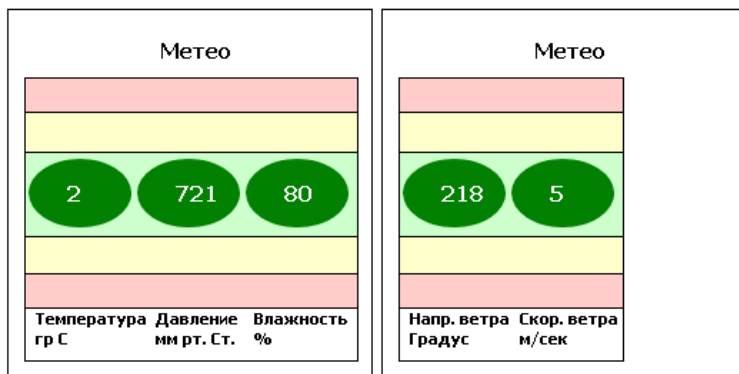 Метео
2 721 80
Температура Давление Влажность
гр С мм рт. Ст. %
Метео
218 5
Напр. ветра Скор. ветра
Градус м/сек